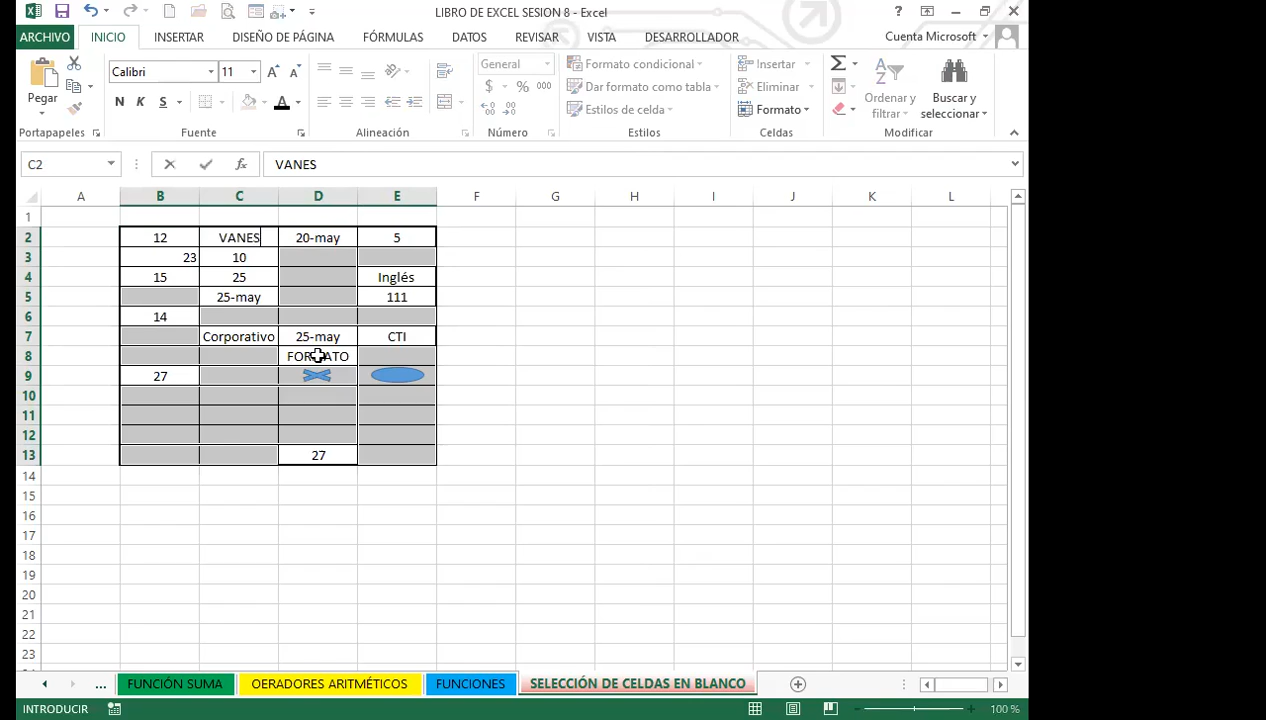 LIBRO DE EXCEL SESION 8 - Excel
ARCHIVO INICIO INSERTAR DISEÑO DE PÁGINA FÓRMULAS DATOS REVISAR VISTA DESARROLLADOR Cuenta Microsoft
Pegar
Calibri 11
N K S A
General
$ % 000
Formato condicional
Dar formato como tabla
Estilos de celda
Insertar
Eliminar
Formato
Ordenar y filtrar
Buscar y seleccionar
Portapapeles Fuente Alineación Número Estilos Celdas Modificar
C2 fx VANES
A B C D E F G H I J K L
1
2 12 VANES 20-may 5
3 23 10
4 15 25 Inglés
5 25-may 111
6 14
7 Corporativo 25-may CTI
8 FORMATO
9 27
10
11
12
13 27
14
15
16
17
18
19
20
21
22
23
... FUNCIÓN SUMA OERADORES ARITMÉTICOS FUNCIONES SELECCIÓN DE CELDAS EN BLANCO
INTRODUCIR 100 %